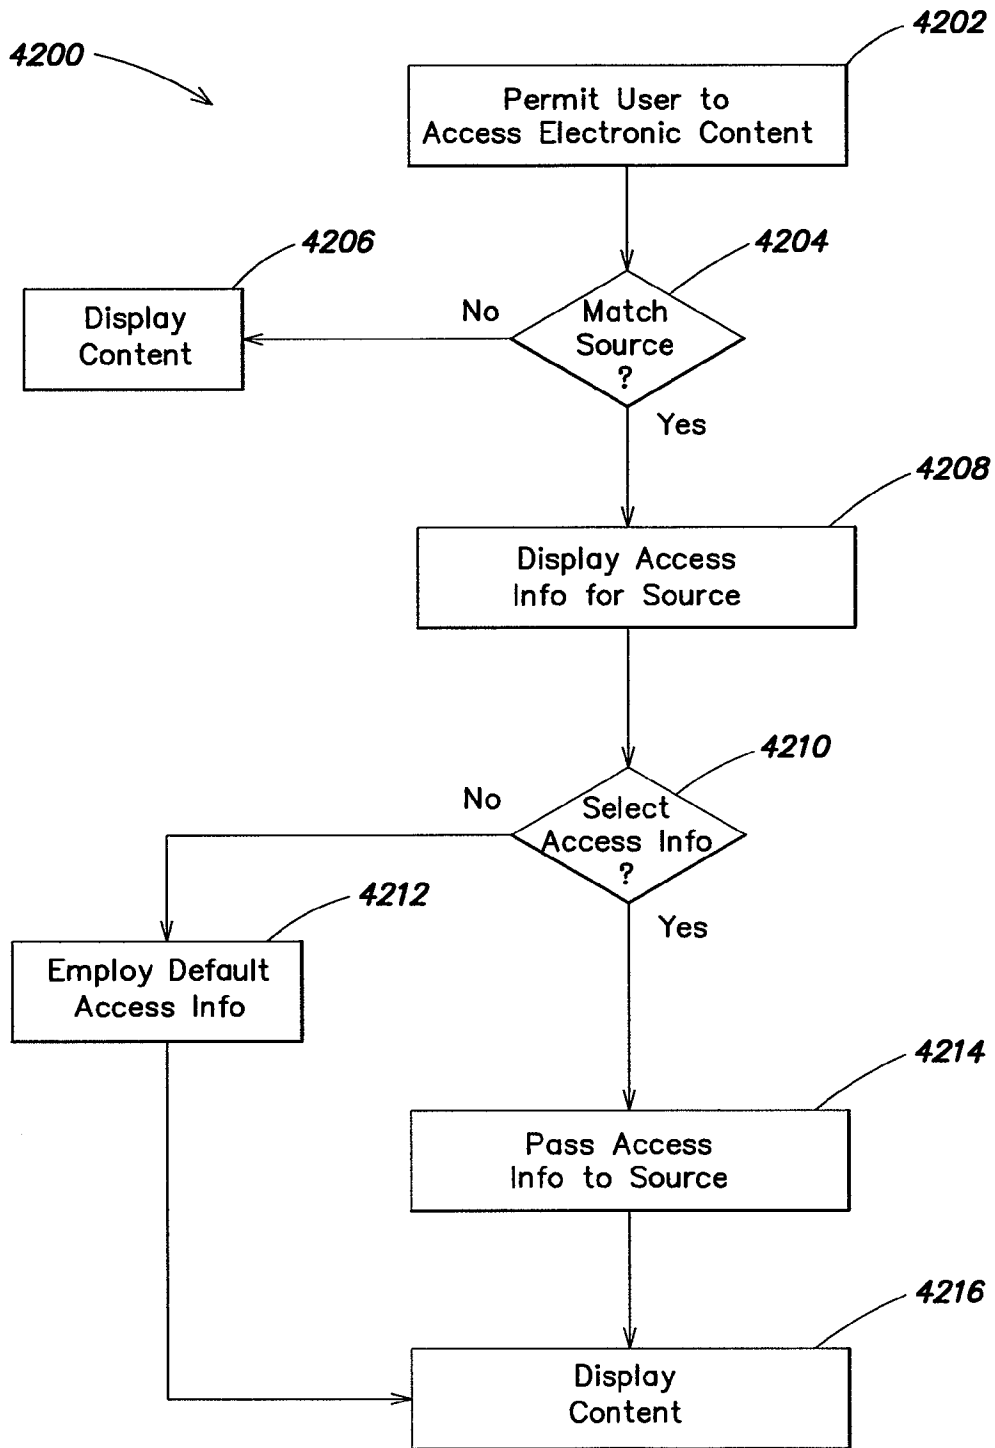 4200
4202
Permit User to
Access Electronic Content
4206
4204
Display
Content
No
Match
Source
?
Yes
4208
Display Access
Info for Source
4210
No
Select
Access Info
?
4212
Yes
Employ Default
Access Info
4214
Pass Access
Info to Source
4216
Display
Content